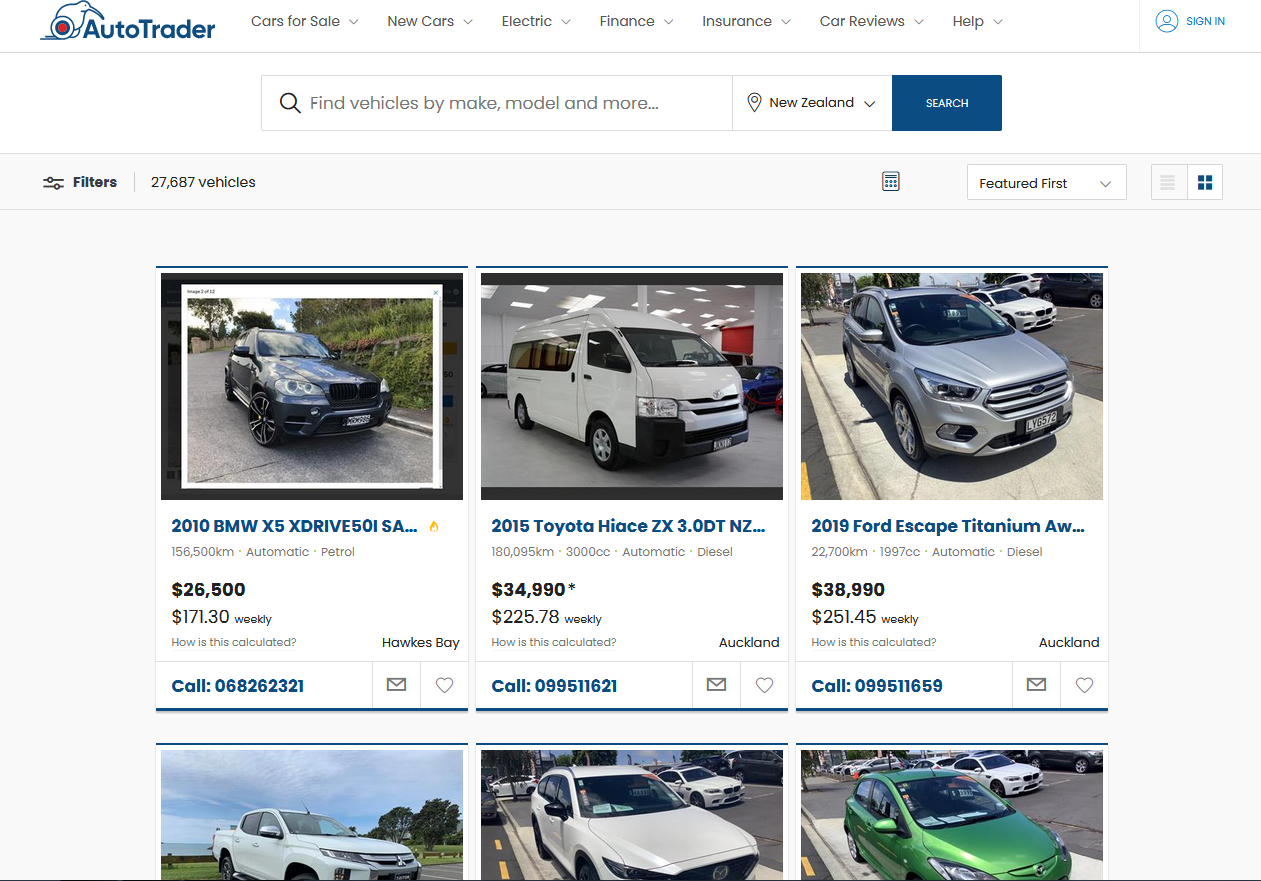 AutoTrader
Cars for Sale New Cars Electric Finance Insurance Car Reviews Help SIGN IN
Find vehicles by make, model and more... New Zealand SEARCH
Filters 27,687 vehicles Featured First
Image 2 of 12
LYG572
2010 BMW X5 XDRIVE50I SA...
156,500km · Automatic · Petrol
$26,500
$171.30 weekly
How is this calculated? Hawkes Bay
Call: 068262321
2015 Toyota Hiace ZX 3.0DT NZ...
180,095km · 3000cc · Automatic · Diesel
$34,990*
$225.78 weekly
How is this calculated? Auckland
Call: 099511621
2019 Ford Escape Titanium Aw...
22,700km · 1997cc · Automatic · Diesel
$38,990
$251.45 weekly
How is this calculated? Auckland
Call: 099511659